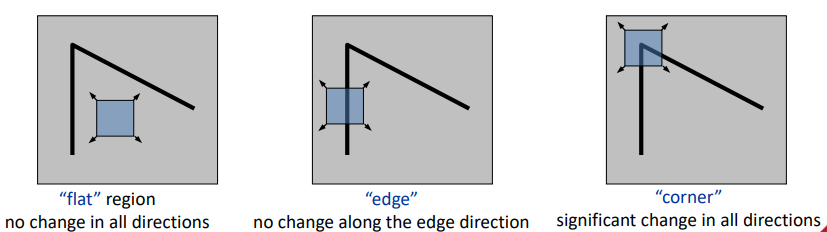 “flat” region
no change in all directions
“edge”
no change along the edge direction
“corner”
significant change in all directions